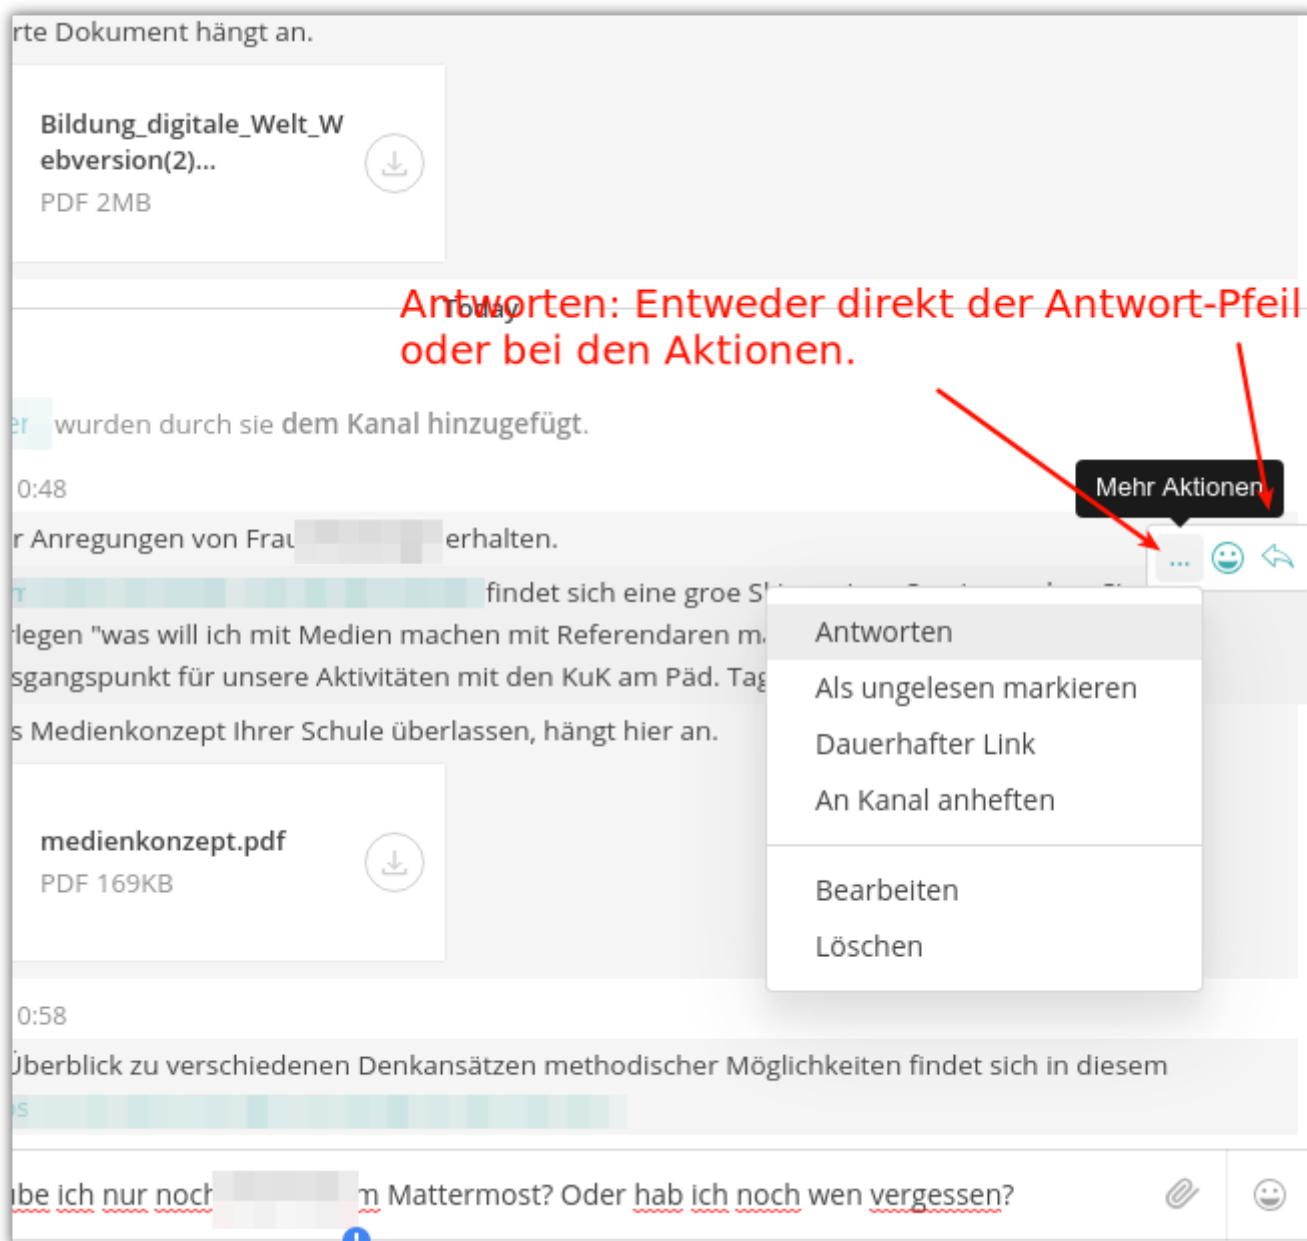 rte Dokument hängt an.
Bildung_digitale_Welt_W
ebversion(2)...
PDF 2MB
Today
Antworten: Entweder direkt der Antwort-Pfeil
oder bei den Aktionen.
er wurden durch sie dem Kanal hinzugefügt.
0:48
Mehr Aktionen
r Anregungen von Frau erhalten.
...
findet sich eine groe
rlegen "was will ich mit Medien machen mit Referendaren
sgangspunkt für unsere Aktivitäten mit den KuK am Päd. Tag
s Medienkonzept Ihrer Schule überlassen, hängt hier an.
Antworten
Als ungelesen markieren
Dauerhafter Link
An Kanal anheften
Bearbeiten
Löschen
medienkonzept.pdf
PDF 169KB
0:58
Überblick zu verschiedenen Denkansätzen methodischer Möglichkeiten findet sich in diesem
os
be ich nur noch m Mattermost? Oder hab ich noch wen vergessen?